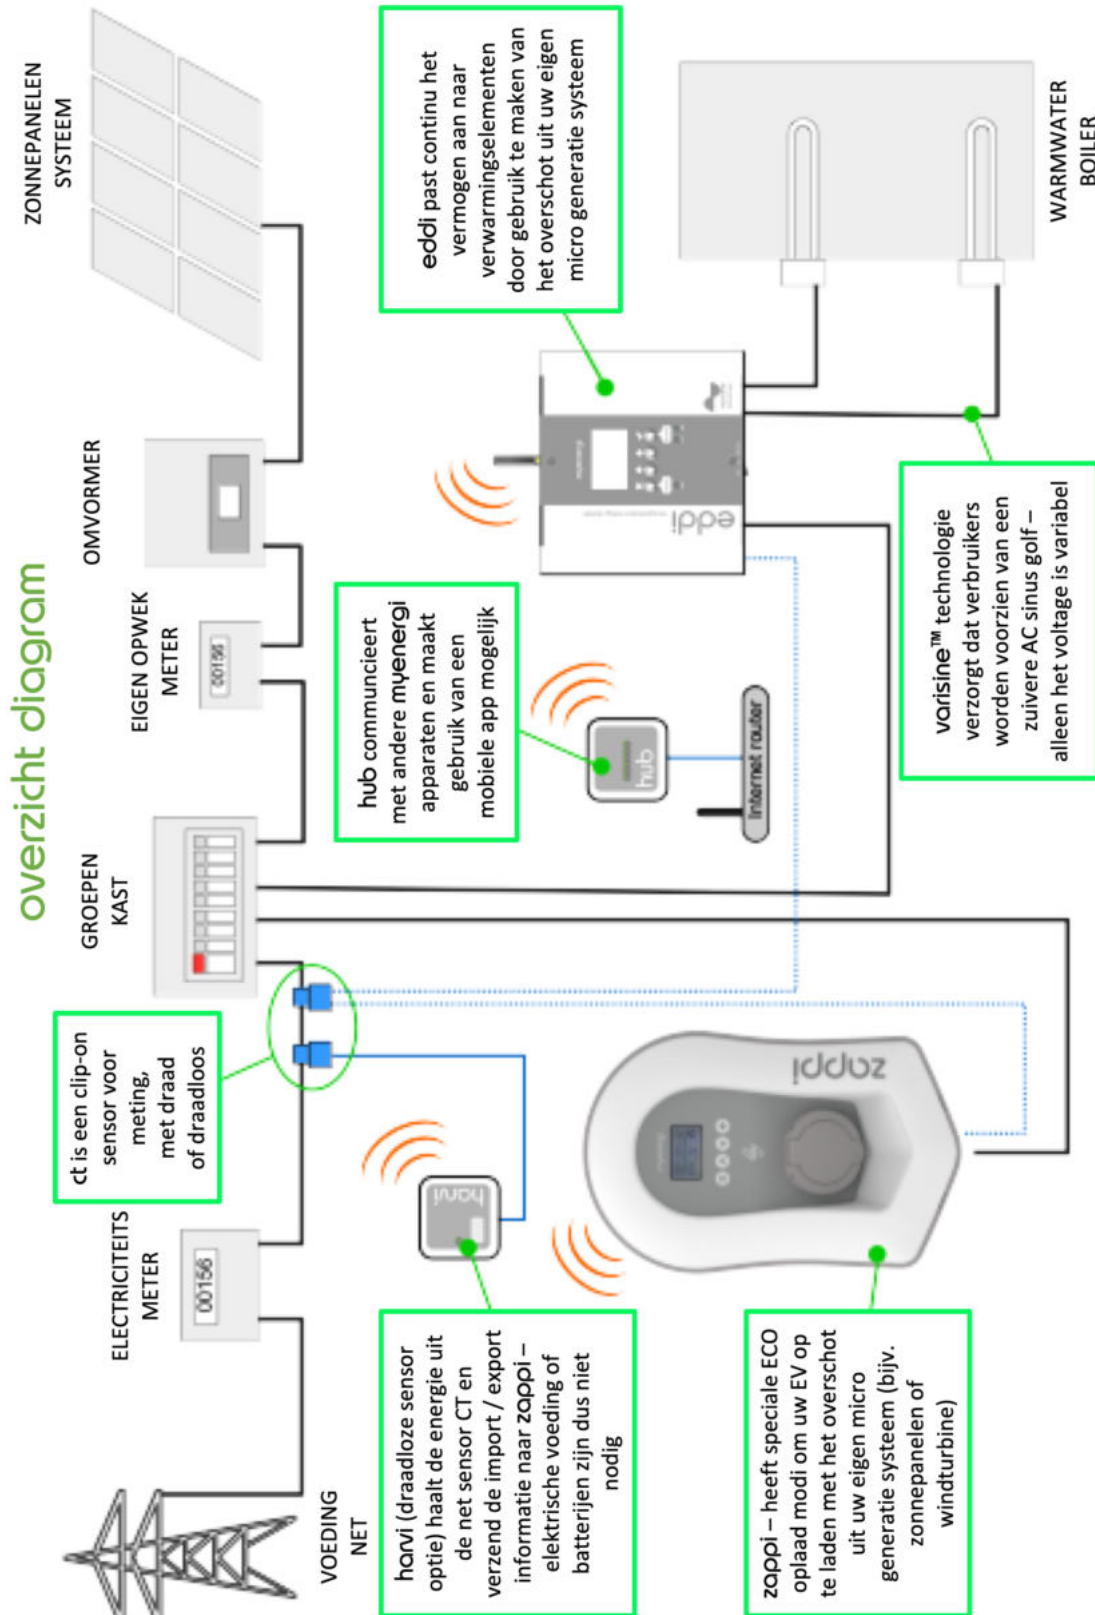 overzicht diagram
ZONNEPANELEN
SYSTEEM
OMVORMER
EIGEN OPWEK
METER
00156
GROEPEN
KAST
ct is een clip-on
sensor voor
meting,
met draad
of draadloos
ELECTRICITEITS
METER
00156
VOEDING
NET
eddi past continu het
vermogen aan naar
verwarmingselementen
door gebruik te maken van
het overschot uit uw eigen
micro generatie systeem
hub communcieert
met andere myenergi
apparaten en maakt
gebruik van een
mobiele app mogelijk
harvi (draadloze sensor
optie) haalt de energie uit
de net sensor CT en
verzend de import / export
informatie naar zappi –
elektrische voeding of
batterijen zijn dus niet
nodig
harvi
hub
Internet router
eddi
WARMWATER
BOILER
varisine™ technologie
verzorgt dat verbruikers
worden voorzien van een
zuivere AC sinus golf –
alleen het voltage is variabel
zappi
zappi – heft speciale ECO
oplaad modi om uw EV op
te laden met het overschot
uit uw eigen micro
generatie systeem (bijv.
zonnepanelen of
windturbine)